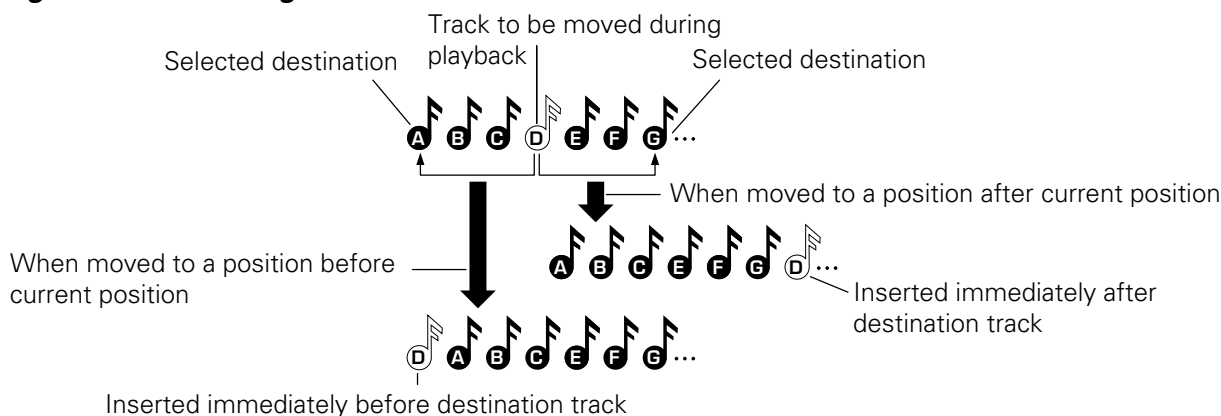 Track to be moved during
playback
Selected destination
Selected destination
A B C D E F G ...
When moved to a position after current position
A B C E F G D ...
When moved to a position before
current position
Inserted immediately after
destination track
D A B C E F G ...
Inserted immediately before destination track